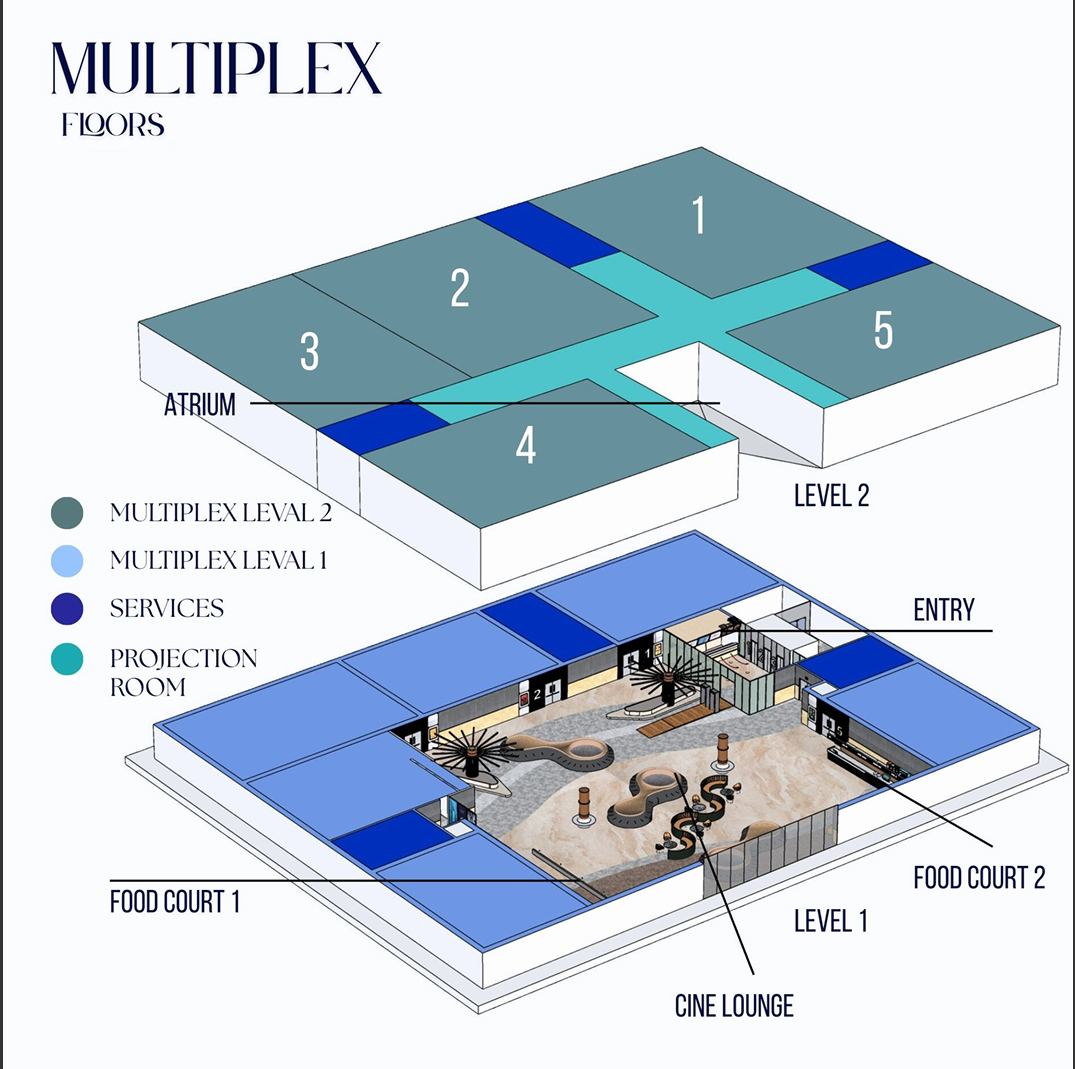 MULTIPLEX
FLOORS
1
2
3
5
ATRIUM
4
LEVEL 2
MULTIPLEX LEVAL 2
MULTIPLEX LEVAL 1
SERVICES
PROJECTION
ROOM
ENTRY
1
2
5
FOOD COURT 2
FOOD COURT 1
LEVEL 1
CINE LOUNGE